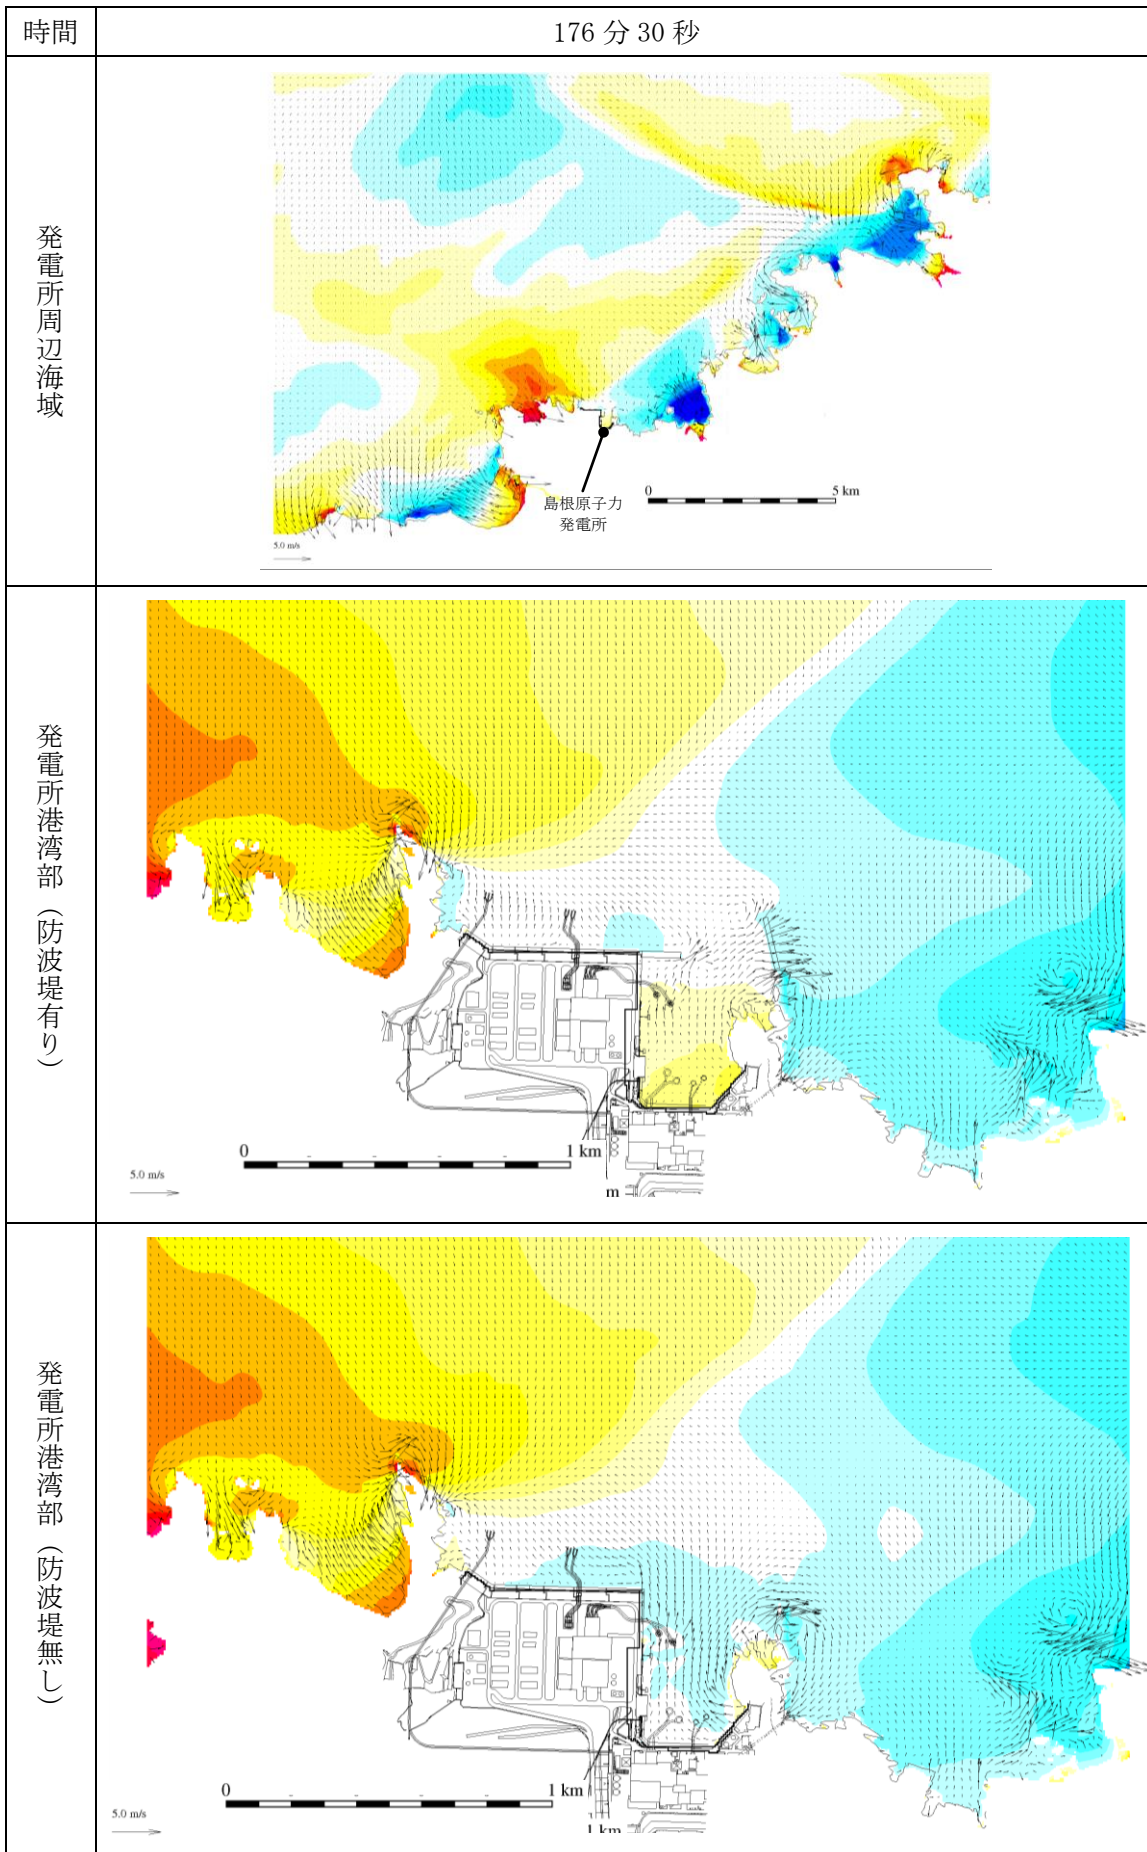 時間
176 分 30 秒
発電所周辺海域
島根原子力
発電所
0
5 km
5.0 m/s
発電所港湾部（防波堤有り）
0
1 km
5.0 m/s
m
発電所港湾部（防波堤無し）
0
1 km
5.0 m/s
1 km